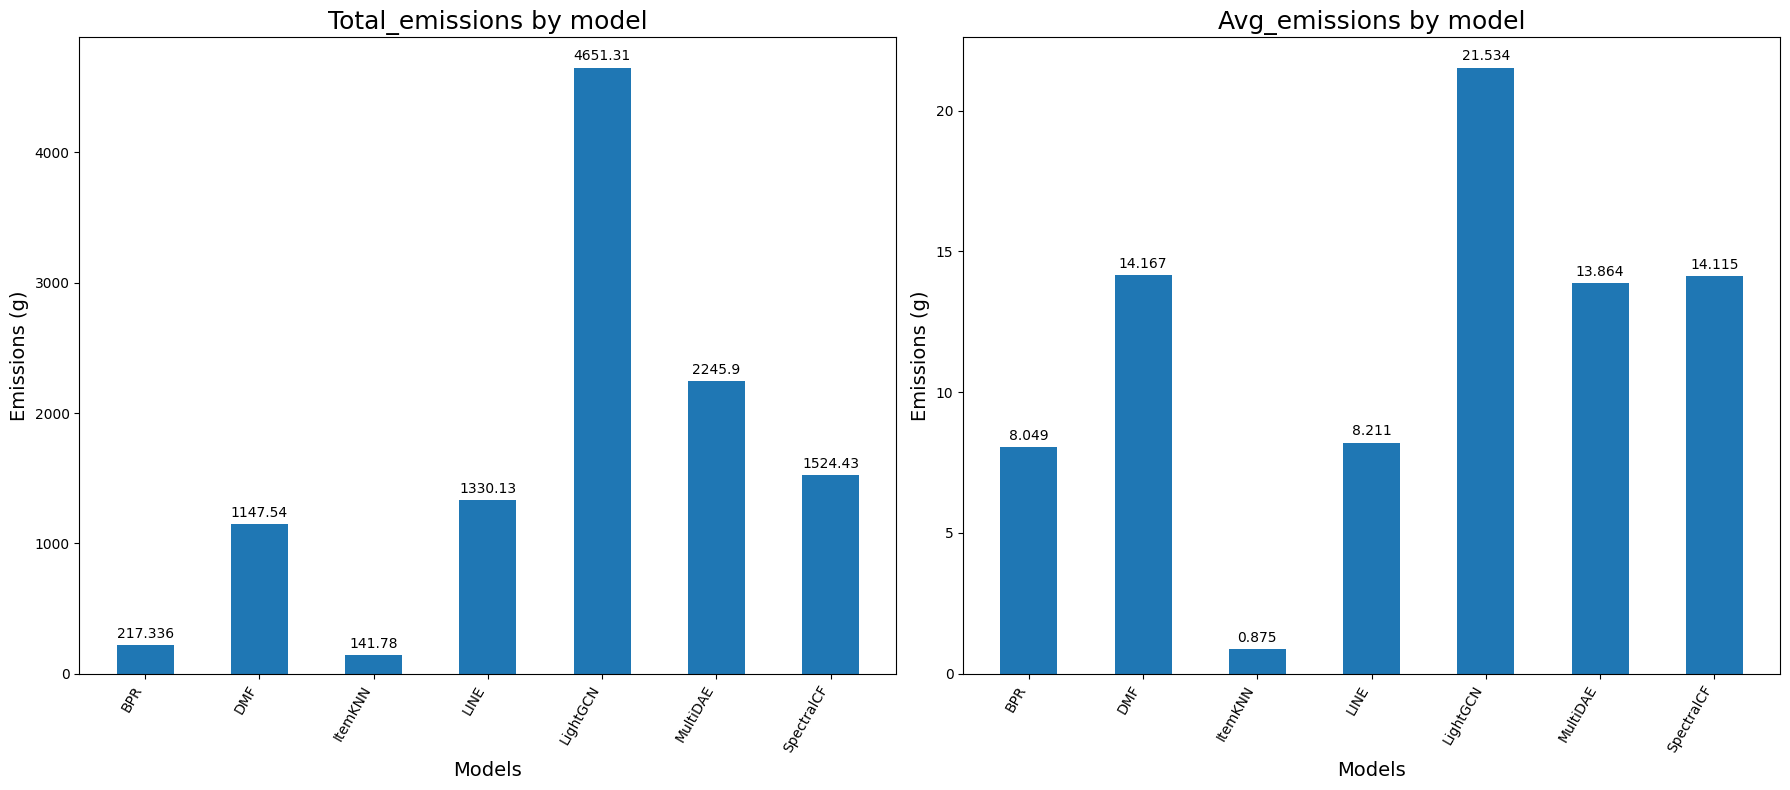 Total_emissions by model
Emissions (g)
4000
3000
2000
1000
0
217.336
1147.54
141.78
1330.13
4651.31
2245.9
1524.43
BPR
DMF
ItemKNN
LINE
LightGCN
MultiDAE
SpectralCF
Models
Avg_emissions by model
Emissions (g)
20
15
10
5
0
8.049
14.167
0.875
8.211
21.534
13.864
14.115
BPR
DMF
ItemKNN
LINE
LightGCN
MultiDAE
SpectralCF
Models